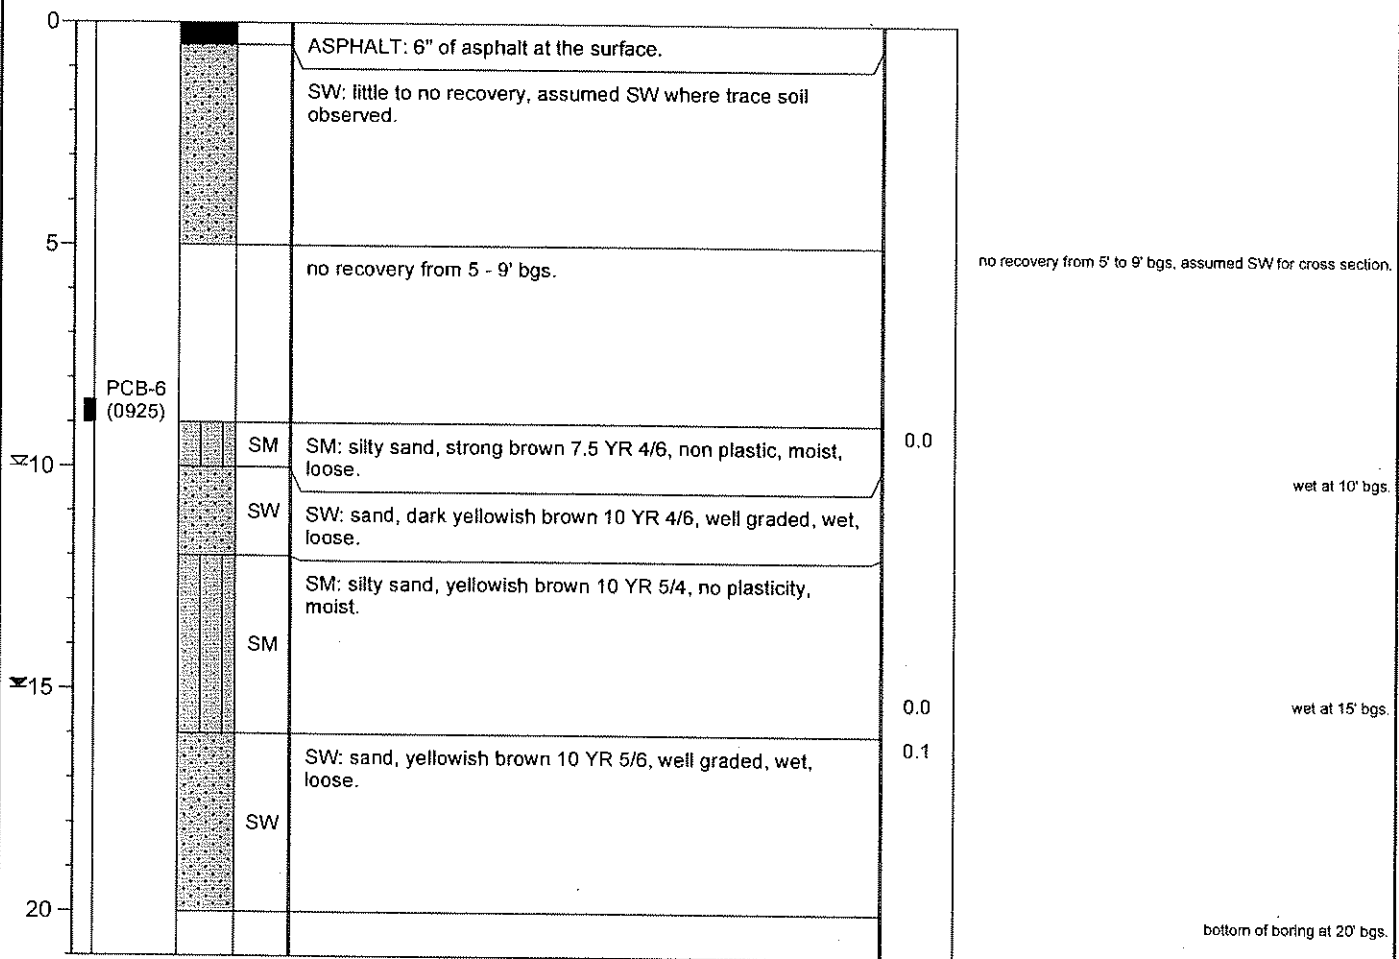 0
ASPHALT: 6" of asphalt at the surface.
SW: little to no recovery, assumed SW where trace soil
observed.
5
no recovery from 5 - 9' bgs.
no recovery from 5' to 9' bgs, assumed SW for cross section.
PCB-6
(0925)
SM
SM: silty sand, strong brown 7.5 YR 4/6, non plastic, moist,
loose.
0.0
10
wet at 10' bgs.
SW
SW: sand, dark yellowish brown 10 YR 4/6, well graded, wet,
loose.
SM: silty sand, yellowish brown 10 YR 5/4, no plasticity,
moist.
SM
15
0.0
wet at 15' bgs.
0.1
SW: sand, yellowish brown 10 YR 5/6, well graded, wet,
loose.
SW
20
bottom of boring at 20' bgs.